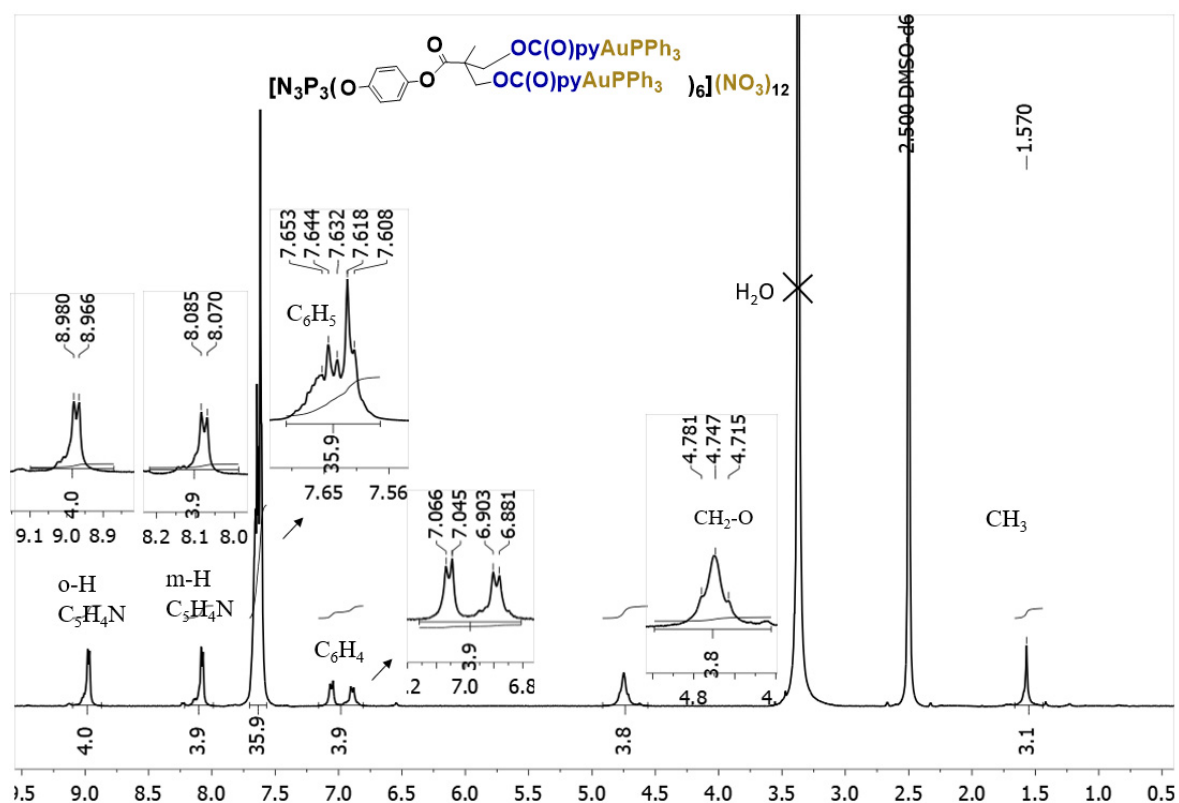 O
OC(O)pyAuPPh3
OC(O)pyAuPPh3
[N3P3(O O )6](NO3)12
2.500 DMSO-d6
—1.570
7.653
7.644
7.632
7.618
7.608
C6H5
35.9
7.65 7.56
8.980
8.966
4.0
9.1 9.0 8.9
8.085
8.070
3.9
8.2 8.1 8.0
H2O
o-H
C5H4N
m-H
C5H4N
C6H4
7.066
7.045
6.903
6.881
3.9
.2 7.0 6.8
4.781
4.747
4.715
CH2-O
3.8
4.8 4
CH3
4.0
3.9
35.9
3.9
3.8
3.1
9.5 9.0 8.5 8.0 7.5 7.0 6.5 6.0 5.5 5.0 4.5 4.0 3.5 3.0 2.5 2.0 1.5 1.0 0.5